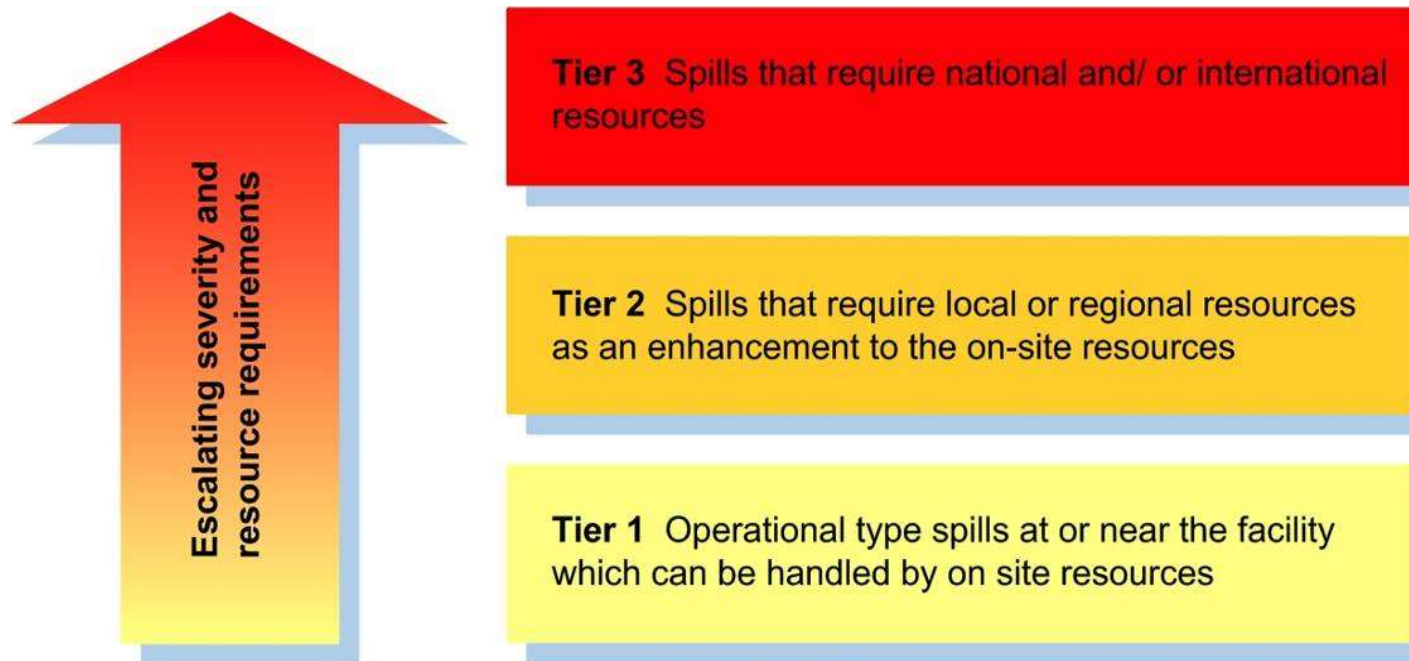 Escalating severity and
resource requirements
Tier 3 Spills that require national and/ or international
resources
Tier 2 Spills that require local or regional resources
as an enhancement to the on-site resources
Tier 1 Operational type spills at or near the facility
which can be handled by on site resources